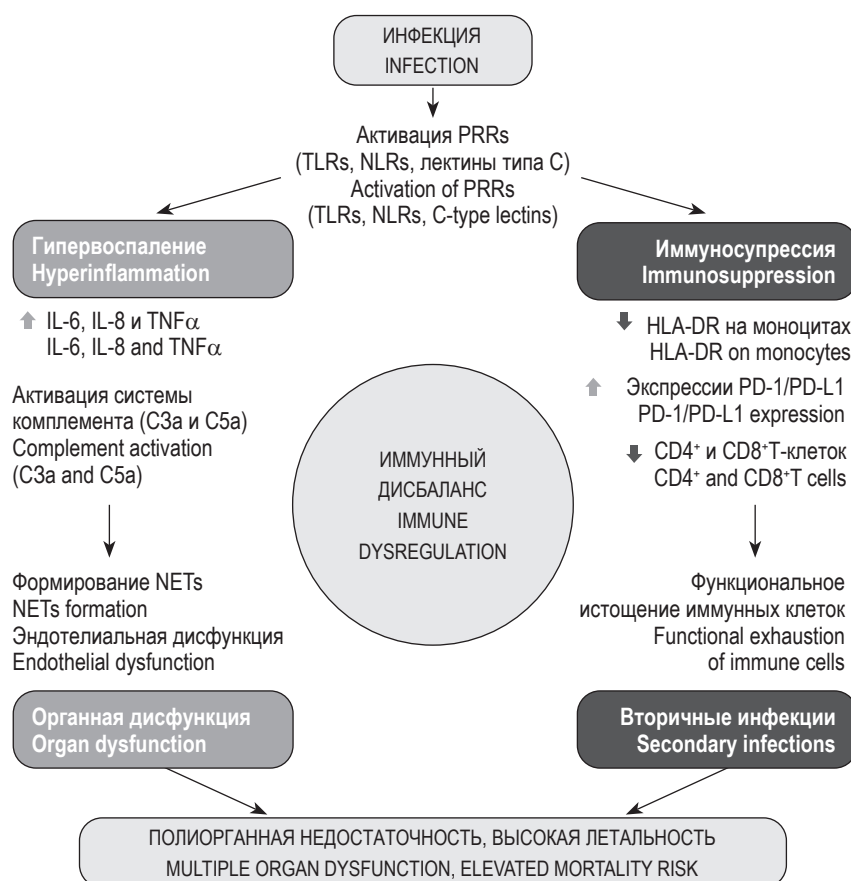 ИНФЕКЦИЯ
INFECTION
Активация PRRs
(TLRs, NLRs, лектины типа С)
Activation of PRRs
(TLRs, NLRs, C-type lectins)
Гипервоспаление
Hyperinflammation
IL-6, IL-8 и TNFα
IL-6, IL-8 and TNFα
Активация системы
комплемента (C3a и C5a)
Complement activation
(C3a and C5a)
Формирование NETs
NETs formation
Эндотелиальная дисфункция
Endothelial dysfunction
Органная дисфункция
Organ dysfunction
ИММУННЫЙ
ДИСБАЛАНС
IMMUNE
DYSREGULATION
Иммуносупрессия
Immunosuppression
HLA-DR на моноцитах
HLA-DR on monocytes
Экспрессии PD-1/PD-L1
PD-1/PD-L1 expression
CD4⁺ и CD8⁺T-клеток
CD4⁺ and CD8⁺T cells
Функциональное
истощение иммунных клеток
Functional exhaustion
of immune cells
Вторичные инфекции
Secondary infections
ПОЛИОРГАННАЯ НЕДОСТАТОЧНОСТЬ, ВЫСОКАЯ ЛЕТАЛЬНОСТЬ
MULTIPLE ORGAN DYSFUNCTION, ELEVATED MORTALITY RISK